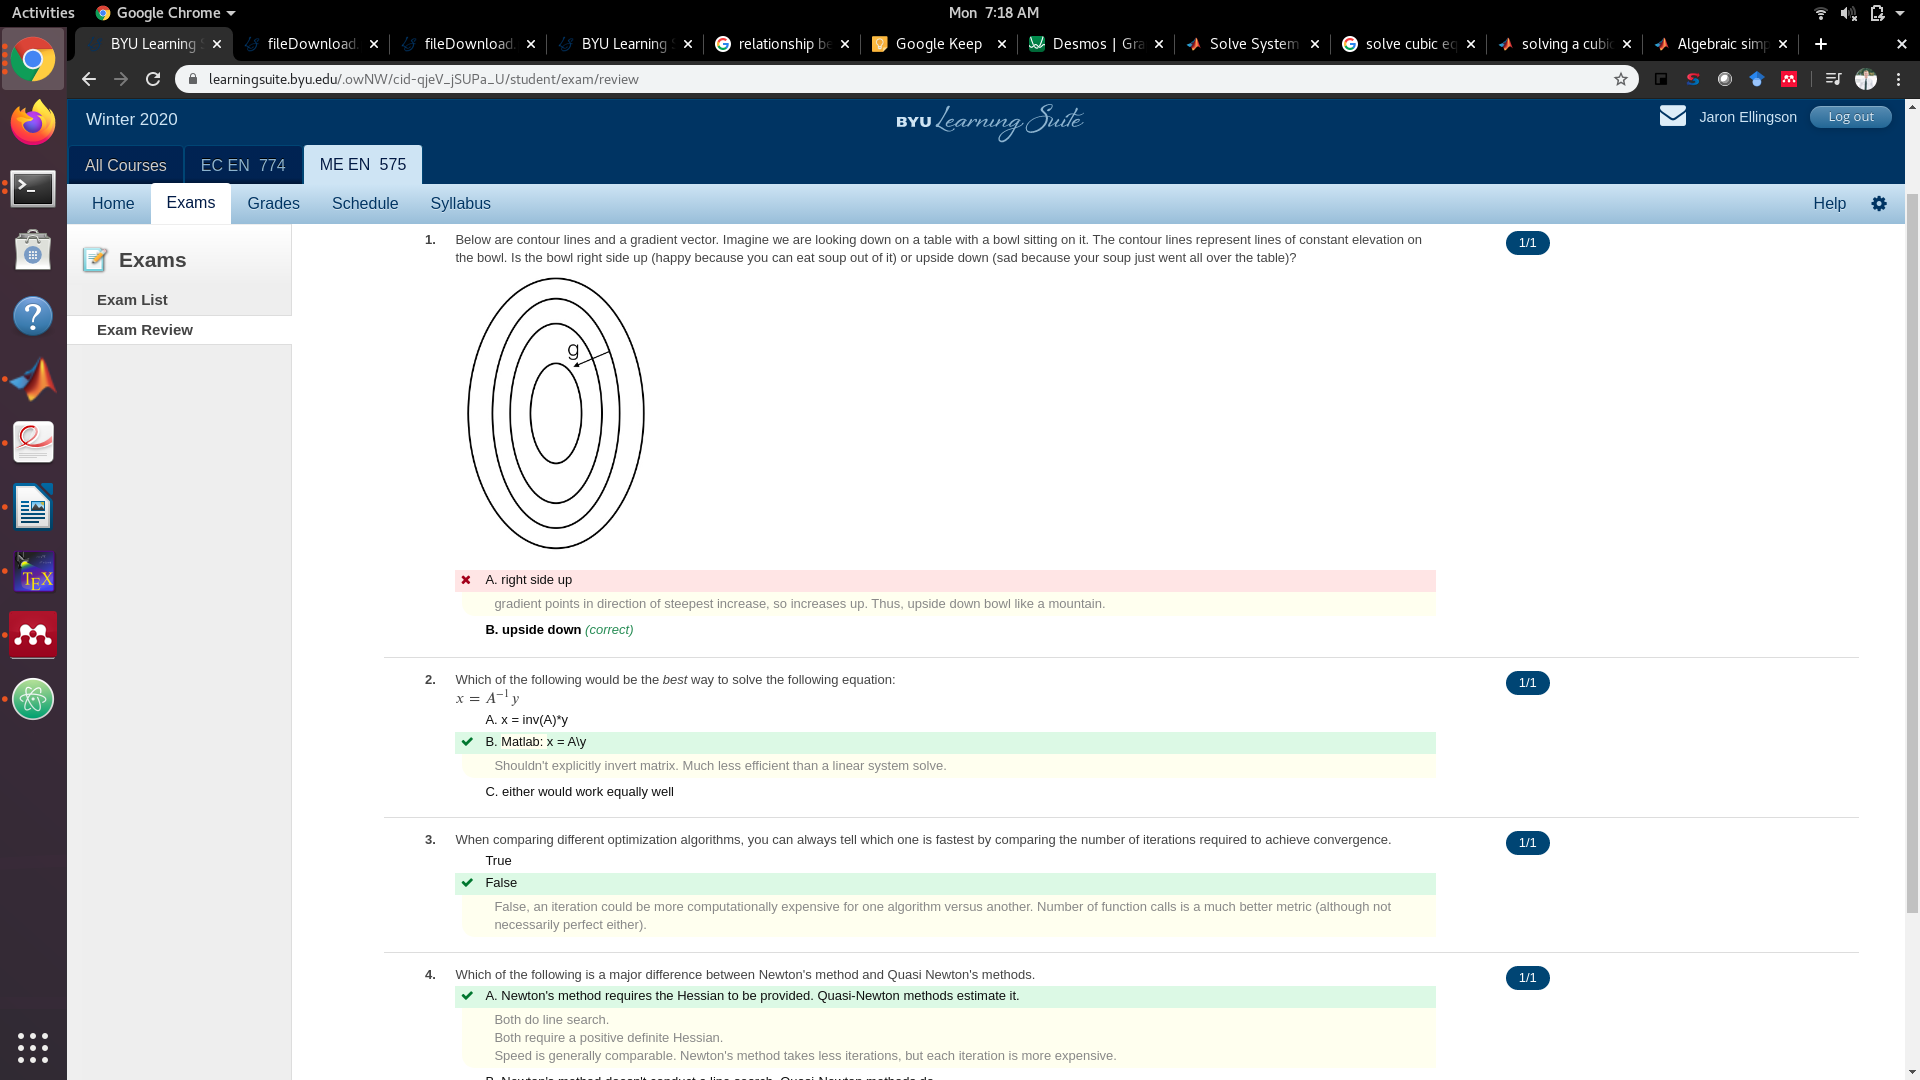 Activities
Google Chrome
Mon 7:18 AM
BYU Learning S
fileDownload.
fileDownload.
BYU Learning S
relationship be
Google Keep
Desmos | Gra
Solve System
solve cubic eq
solving a cubic
Algebraic simp
learningsuite.byu.edu/.owNW/cid-qjeV_jSUPa_U/student/exam/review
Winter 2020
BYU Learning Suite
Jaron Ellingson
Log out
All Courses
EC EN 774
ME EN 575
Home
Exams
Grades
Schedule
Syllabus
Help
Exams
Exam List
Exam Review
1. Below are contour lines and a gradient vector. Imagine we are looking down on a table with a bowl sitting on it. The contour lines represent lines of constant elevation on
the bowl. Is the bowl right side up (happy because you can eat soup out of it) or upside down (sad because your soup just went all over the table)?
1/1
g
A. right side up
gradient points in direction of steepest increase, so increases up. Thus, upside down bowl like a mountain.
B. upside down (correct)
2. Which of the following would be the best way to solve the following equation:
1/1
x = A⁻¹y
A. x = inv(A)*y
B. Matlab: x = A\y
Shouldn't explicitly invert matrix. Much less efficient than a linear system solve.
C. either would work equally well
3. When comparing different optimization algorithms, you can always tell which one is fastest by comparing the number of iterations required to achieve convergence.
1/1
True
False
False, an iteration could be more computationally expensive for one algorithm versus another. Number of function calls is a much better metric (although not
necessarily perfect either).
4. Which of the following is a major difference between Newton's method and Quasi Newton's methods.
1/1
A. Newton's method requires the Hessian to be provided. Quasi-Newton methods estimate it.
Both do line search.
Both require a positive definite Hessian.
Speed is generally comparable. Newton's method takes less iterations, but each iteration is more expensive.
B. Newton's method doesn't conduct a line search. Quasi-Newton methods do.
TEX